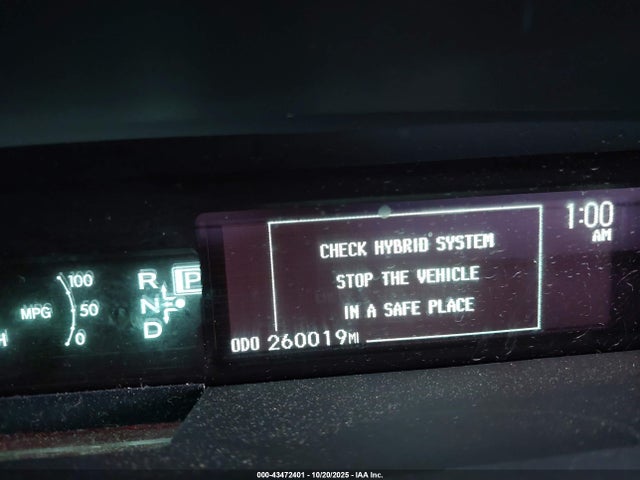 1:00
AM
CHECK HYBRID SYSTEM
STOP THE VEHICLE
IN A SAFE PLACE
ODO 260019MI
100
MPG 50
0
H
R P
N
D
000-43472401 - 10/20/2025 - IAA Inc.